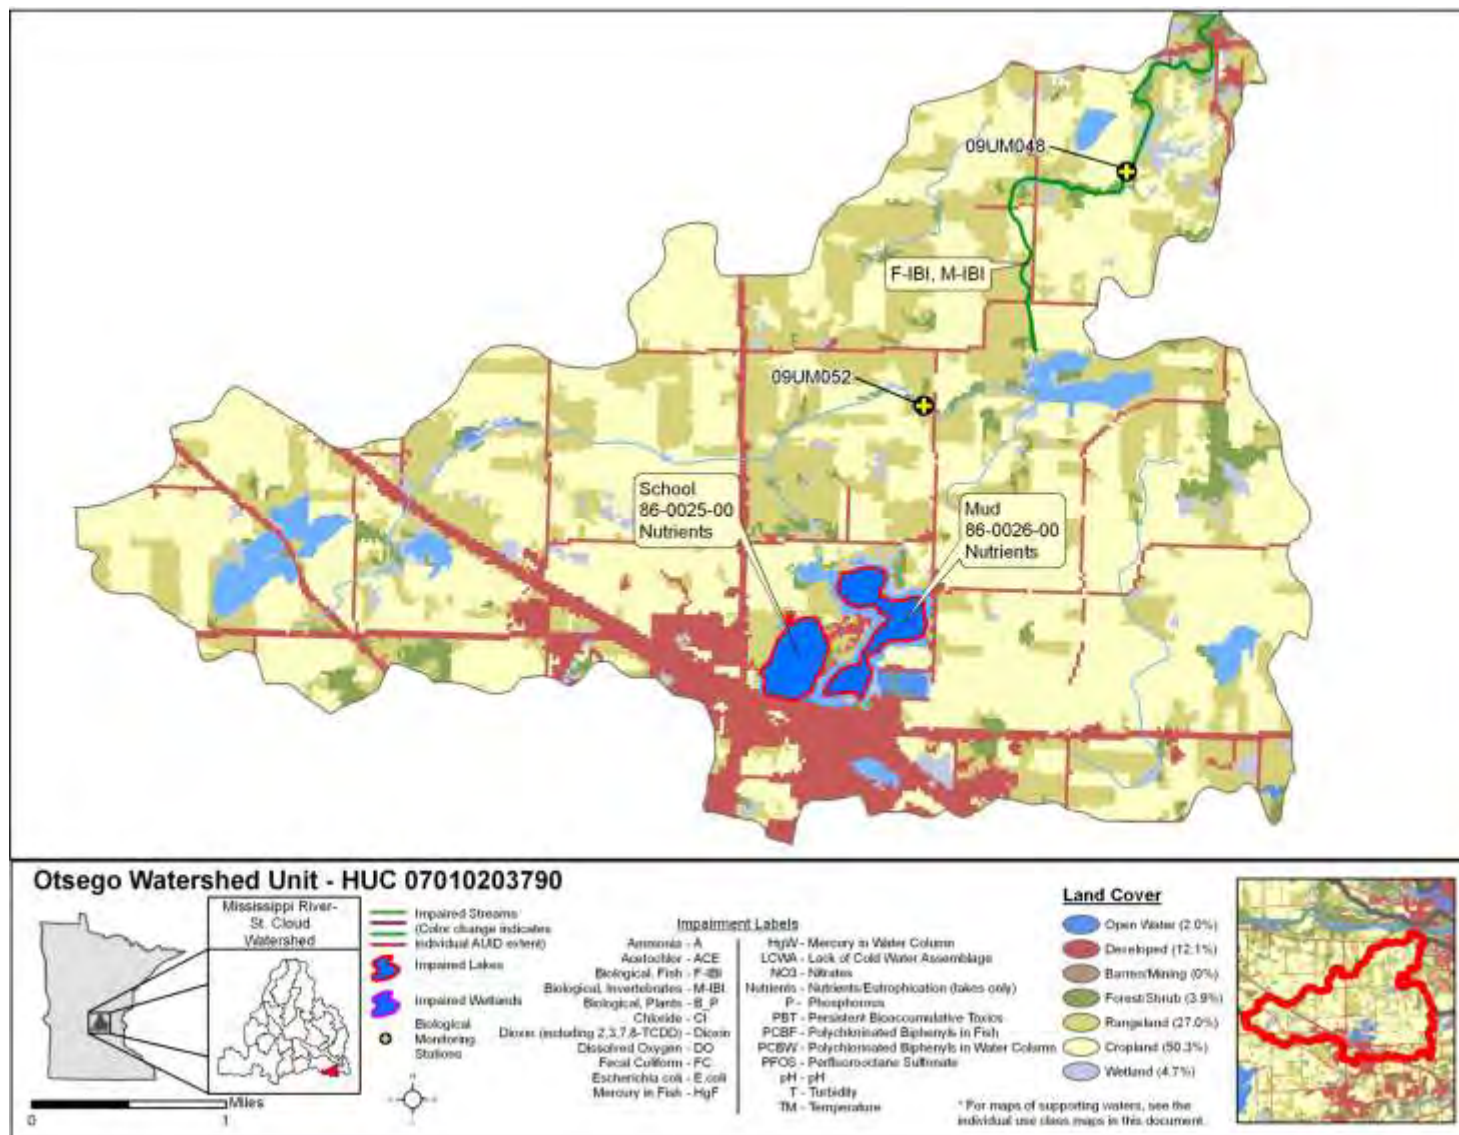 09UM048
F-IBI, M-IBI
09UM052
School
86-0025-00
Nutrients
Mud
86-0026-00
Nutrients
Otsego Watershed Unit - HUC 07010203790
Mississippi River-
St. Cloud
Watershed
Miles
0
1
Impaired Streams
(Color change indicates
individual AUID extent)
Impaired Lakes
Impaired Wetlands
Biological
Monitoring
Stations
Impairment Labels
Ammonia - A
Acetochlor - ACE
Biological, Fish - F-IBI
Biological, Invertebrates - M-IBI
Biological, Plants - B_P
Chloride - Cl
Dioxin (including 2,3,7,8-TCDD) - Dioxin
Dissolved Oxygen - DO
Fecal Coliform - FC
Escherichia coli - E.coli
Mercury in Fish - HgF
HgW - Mercury in Water Column
LCWA - Lack of Cold Water Assemblage
NO3 - Nitrates
Nutrients - Nutrients/Eutrophication (lakes only)
P - Phosphorus
PBT - Persistent Bioaccumulative Toxics
PCBF - Polychlorinated Biphenyls in Fish
PCBW - Polychlorinated Biphenyls in Water Column
PFOS - Perfluorooctane Sulfonate
pH - pH
T - Turbidity
TM - Temperature
Land Cover
Open Water (2.0%)
Developed (12.1%)
Barren/Mining (0%)
Forest/Shrub (3.9%)
Rangeland (27.0%)
Cropland (50.3%)
Wetland (4.7%)
* For maps of supporting waters, see the
individual use class maps in this document.